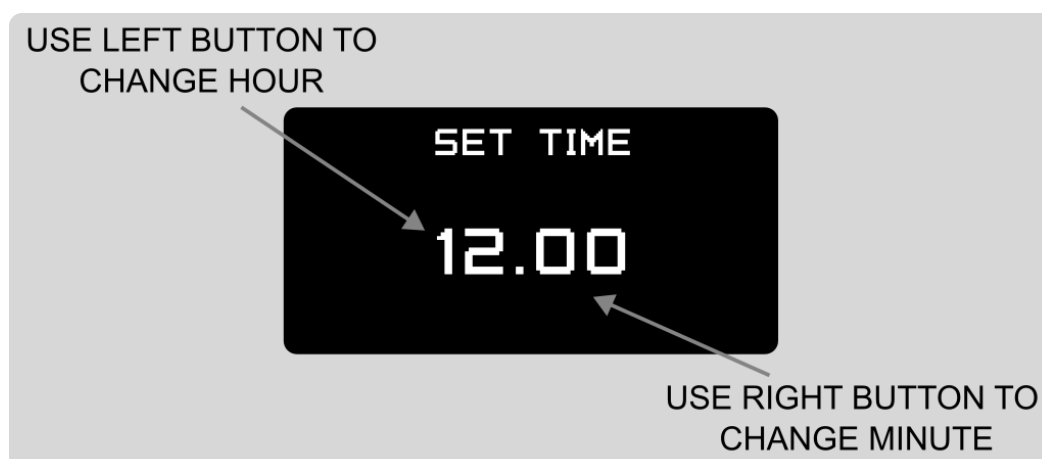 USE LEFT BUTTON TO
CHANGE HOUR
SET TIME
12.00
USE RIGHT BUTTON TO
CHANGE MINUTE